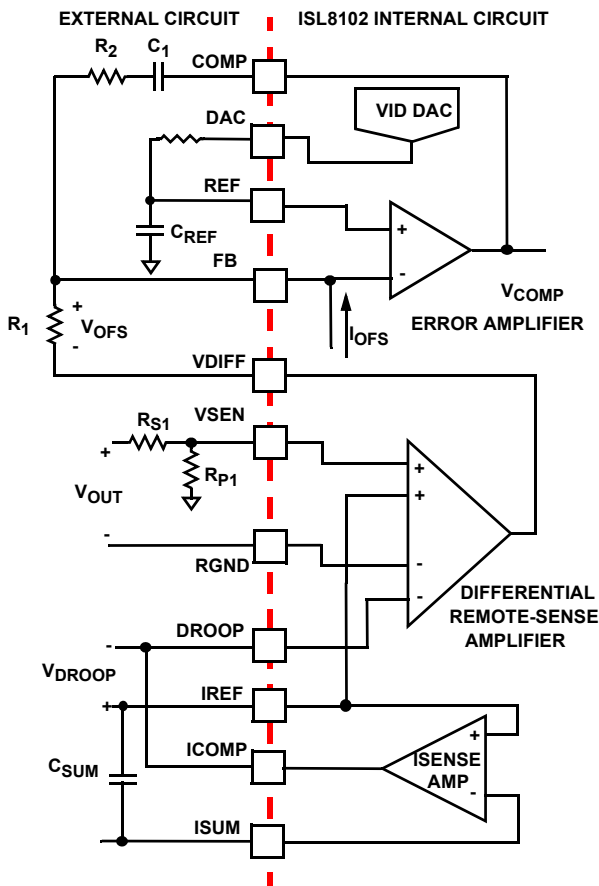 EXTERNAL CIRCUIT
ISL8102 INTERNAL CIRCUIT
R2
C1
COMP
VID DAC
DAC
REF
CREF
+
-
FB
VCOMP
ERROR AMPLIFIER
IOFS
R1
+
VOFS
-
VDIFF
RS1
VSEN
+
RP1
VOUT
-
RGND
+
+
-
-
DIFFERENTIAL
REMOTE-SENSE
AMPLIFIER
DROOP
-
VDROOP
+
IREF
ICOMP
CSUM
+
ISENSE
AMP
-
ISUM